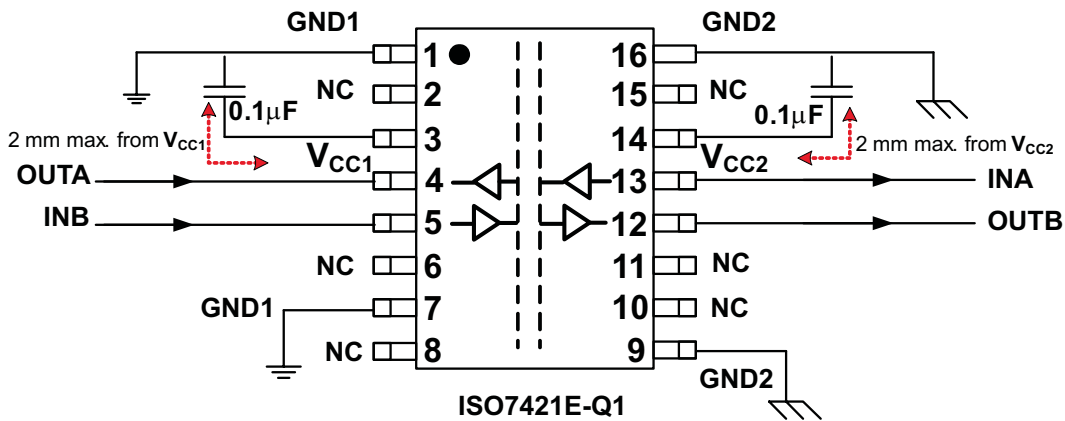 GND1
GND2
1
16
NC
2
15
NC
0.1µF
0.1µF
3
14
2 mm max. from VCC1
VCC1
VCC2
2 mm max. from VCC2
OUTA
4
13
INA
INB
5
12
OUTB
NC
6
11
NC
GND1
7
10
NC
NC
8
9
GND2
ISO7421E-Q1